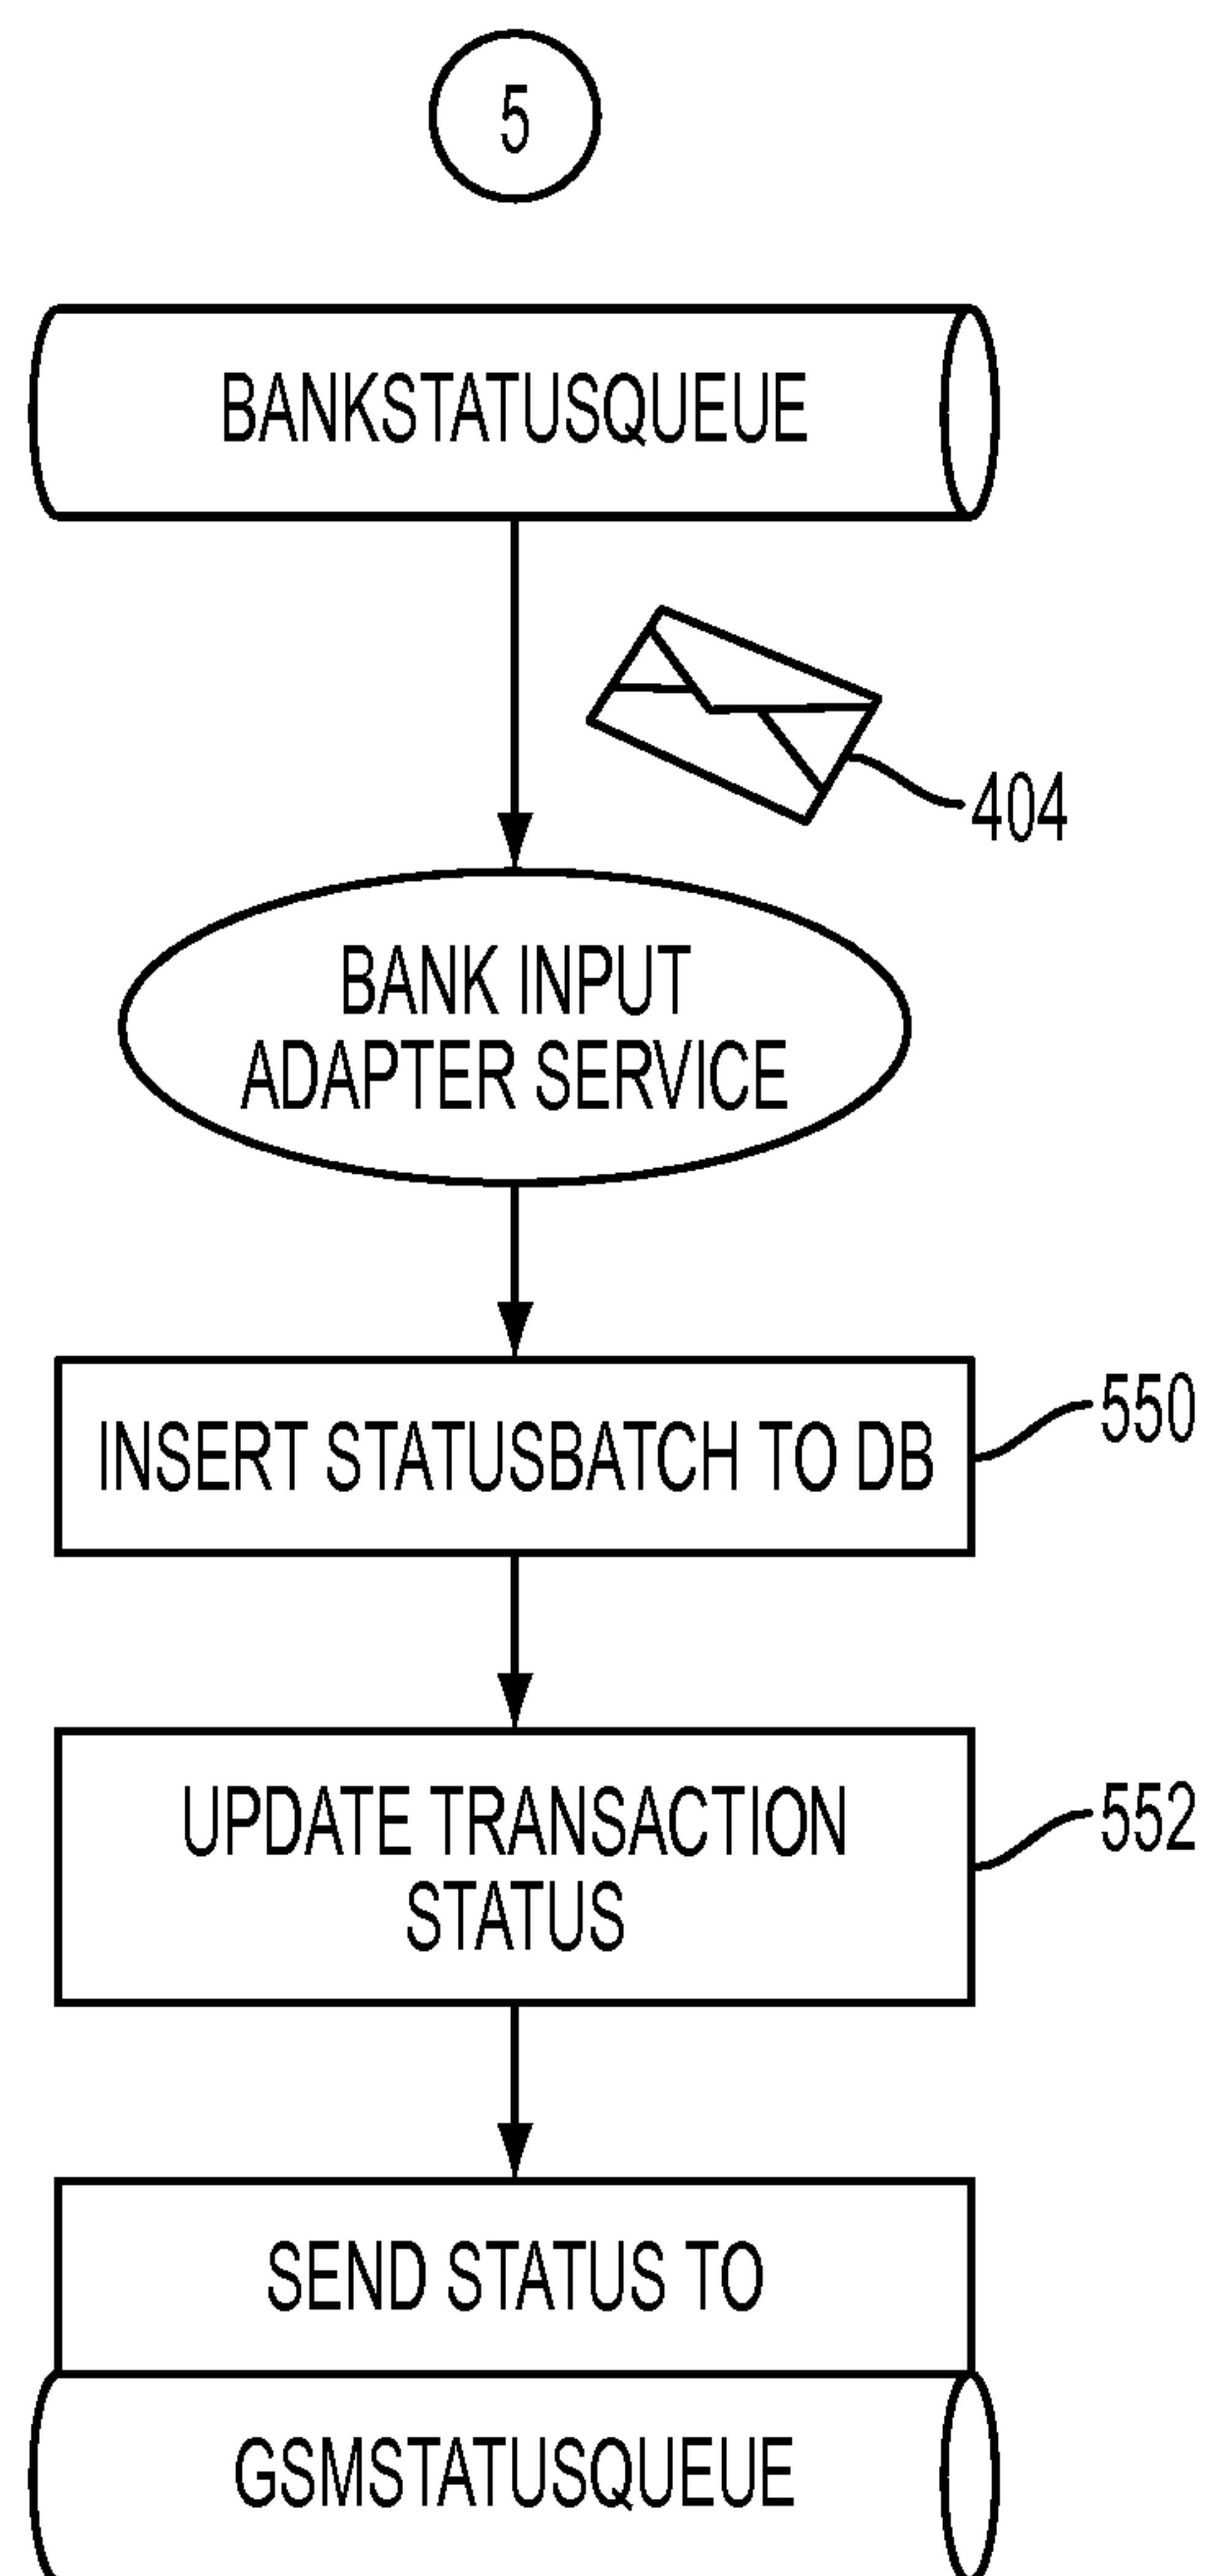 5
BANKSTATUSQUEUE
404
BANK INPUT
ADAPTER SERVICE
INSERT STATUSBATCH TO DB
550
UPDATE TRANSACTION
STATUS
552
SEND STATUS TO
GSMSTATUSQUEUE